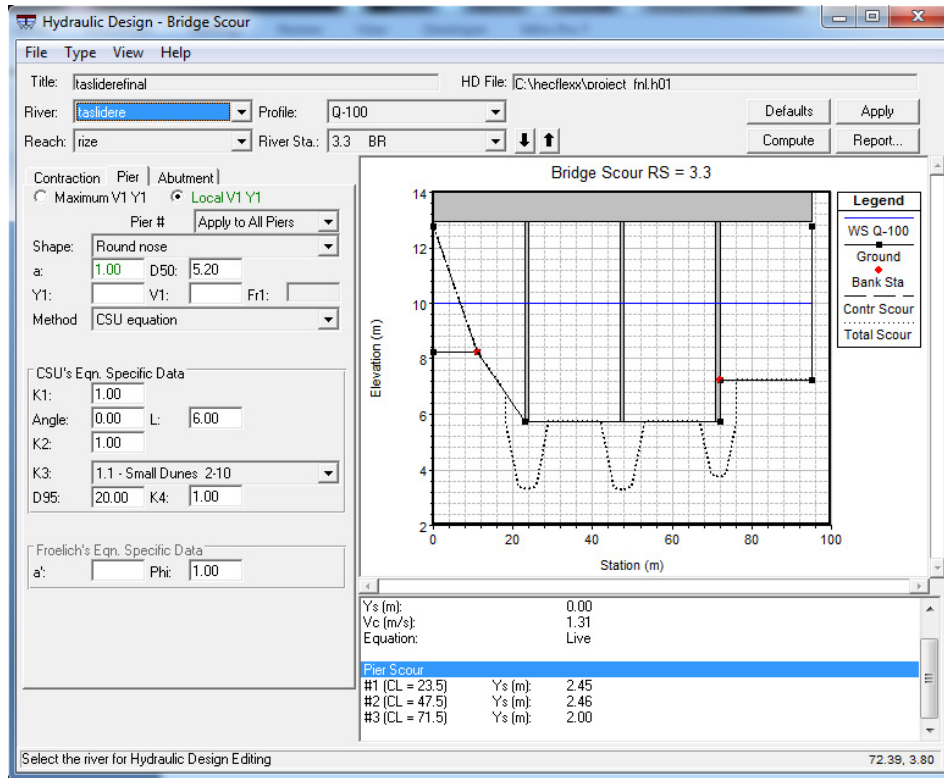 Hydraulic Design - Bridge Scour
File Type View Help
Title: taslıderefinal HD File: C:\hecflexx\project_fnl.h01
River: taslidere Profile: Q-100 Defaults Apply
Reach: rize River Sta.: 3.3 BR Compute Report...
Contraction Pier Abutment
Maximum V1 Y1 Local V1 Y1
Pier # Apply to All Piers
Shape: Round nose
a: 1.00 D50: 5.20
Y1: V1: Fr1:
Method CSU equation
CSU's Eqn. Specific Data
K1: 1.00
Angle: 0.00 L: 6.00
K2: 1.00
K3: 1.1 - Small Dunes 2-10
D95: 20.00 K4: 1.00
Froelich's Eqn. Specific Data
a': Phi: 1.00
Bridge Scour RS = 3.3
14
12
10
8
6
4
2
Elevation (m)
0 20 40 60 80 100
Station (m)
Legend
WS Q-100
Ground
Bank Sta
Contr Scour
Total Scour
Ys (m): 0.00
Vc (m/s): 1.31
Equation: Live
Pier Scour
#1 (CL = 23.5) Ys (m): 2.45
#2 (CL = 47.5) Ys (m): 2.46
#3 (CL = 71.5) Ys (m): 2.00
Select the river for Hydraulic Design Editing 72.39, 3.80